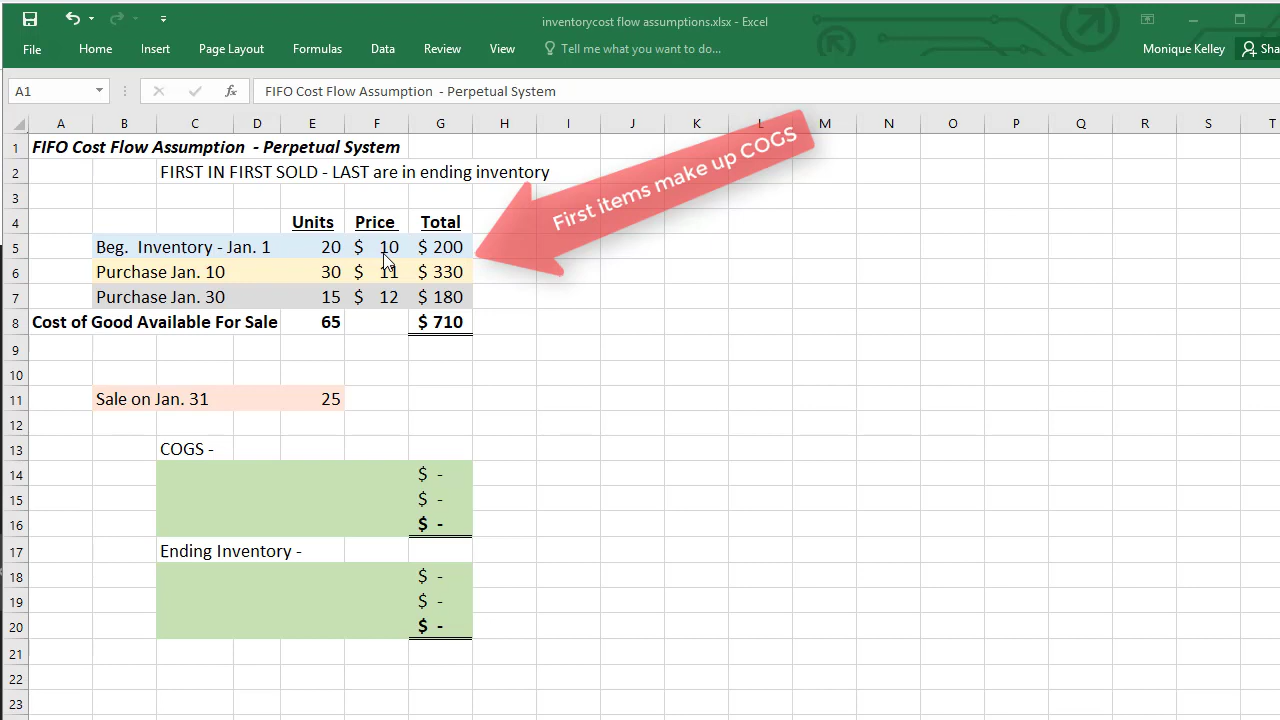 inventorycost flow assumptions.xlsx - Excel
File Home Insert Page Layout Formulas Data Review View Tell me what you want to do... Monique Kelley Sha
A1 fx FIFO Cost Flow Assumption - Perpetual System
A B C D E F G H I J K L M N O P Q R S T
1 FIFO Cost Flow Assumption - Perpetual System
2 FIRST IN FIRST SOLD - LAST are in ending inventory
First items make up COGS
3
4 Units Price Total
5 Beg. Inventory - Jan. 1 20 $ 10 $ 200
6 Purchase Jan. 10 30 $ 11 $ 330
7 Purchase Jan. 30 15 $ 12 $ 180
8 Cost of Good Available For Sale 65 $ 710
9
10
11 Sale on Jan. 31 25
12
13 COGS -
14 $ -
15 $ -
16 $ -
17 Ending Inventory -
18 $ -
19 $ -
20 $ -
21
22
23